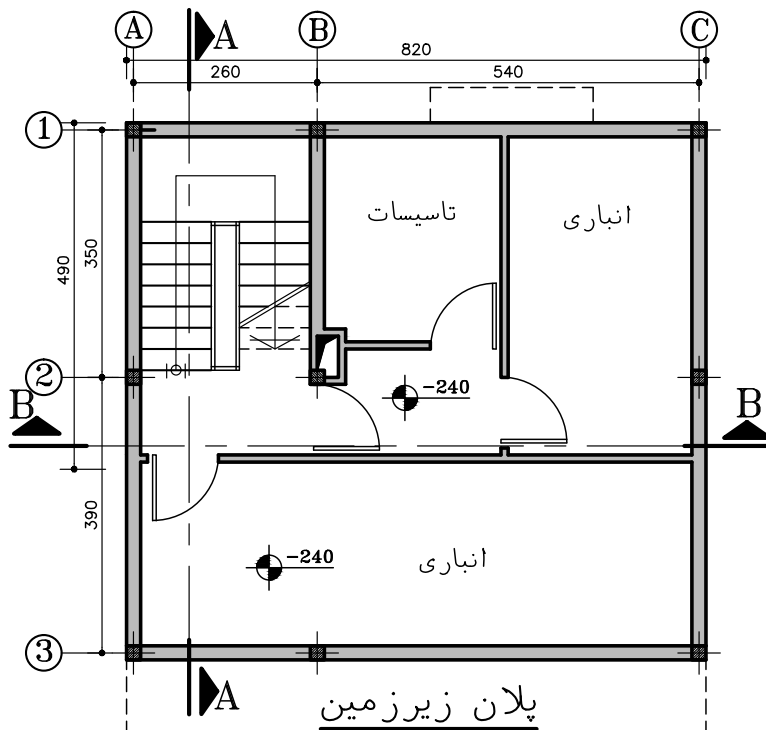 A B C
A
820
260 540
1
350
490
تاسیسات
انباری
2
-240
B B
390
-240
انباری
3
A
پلان زیرزمین